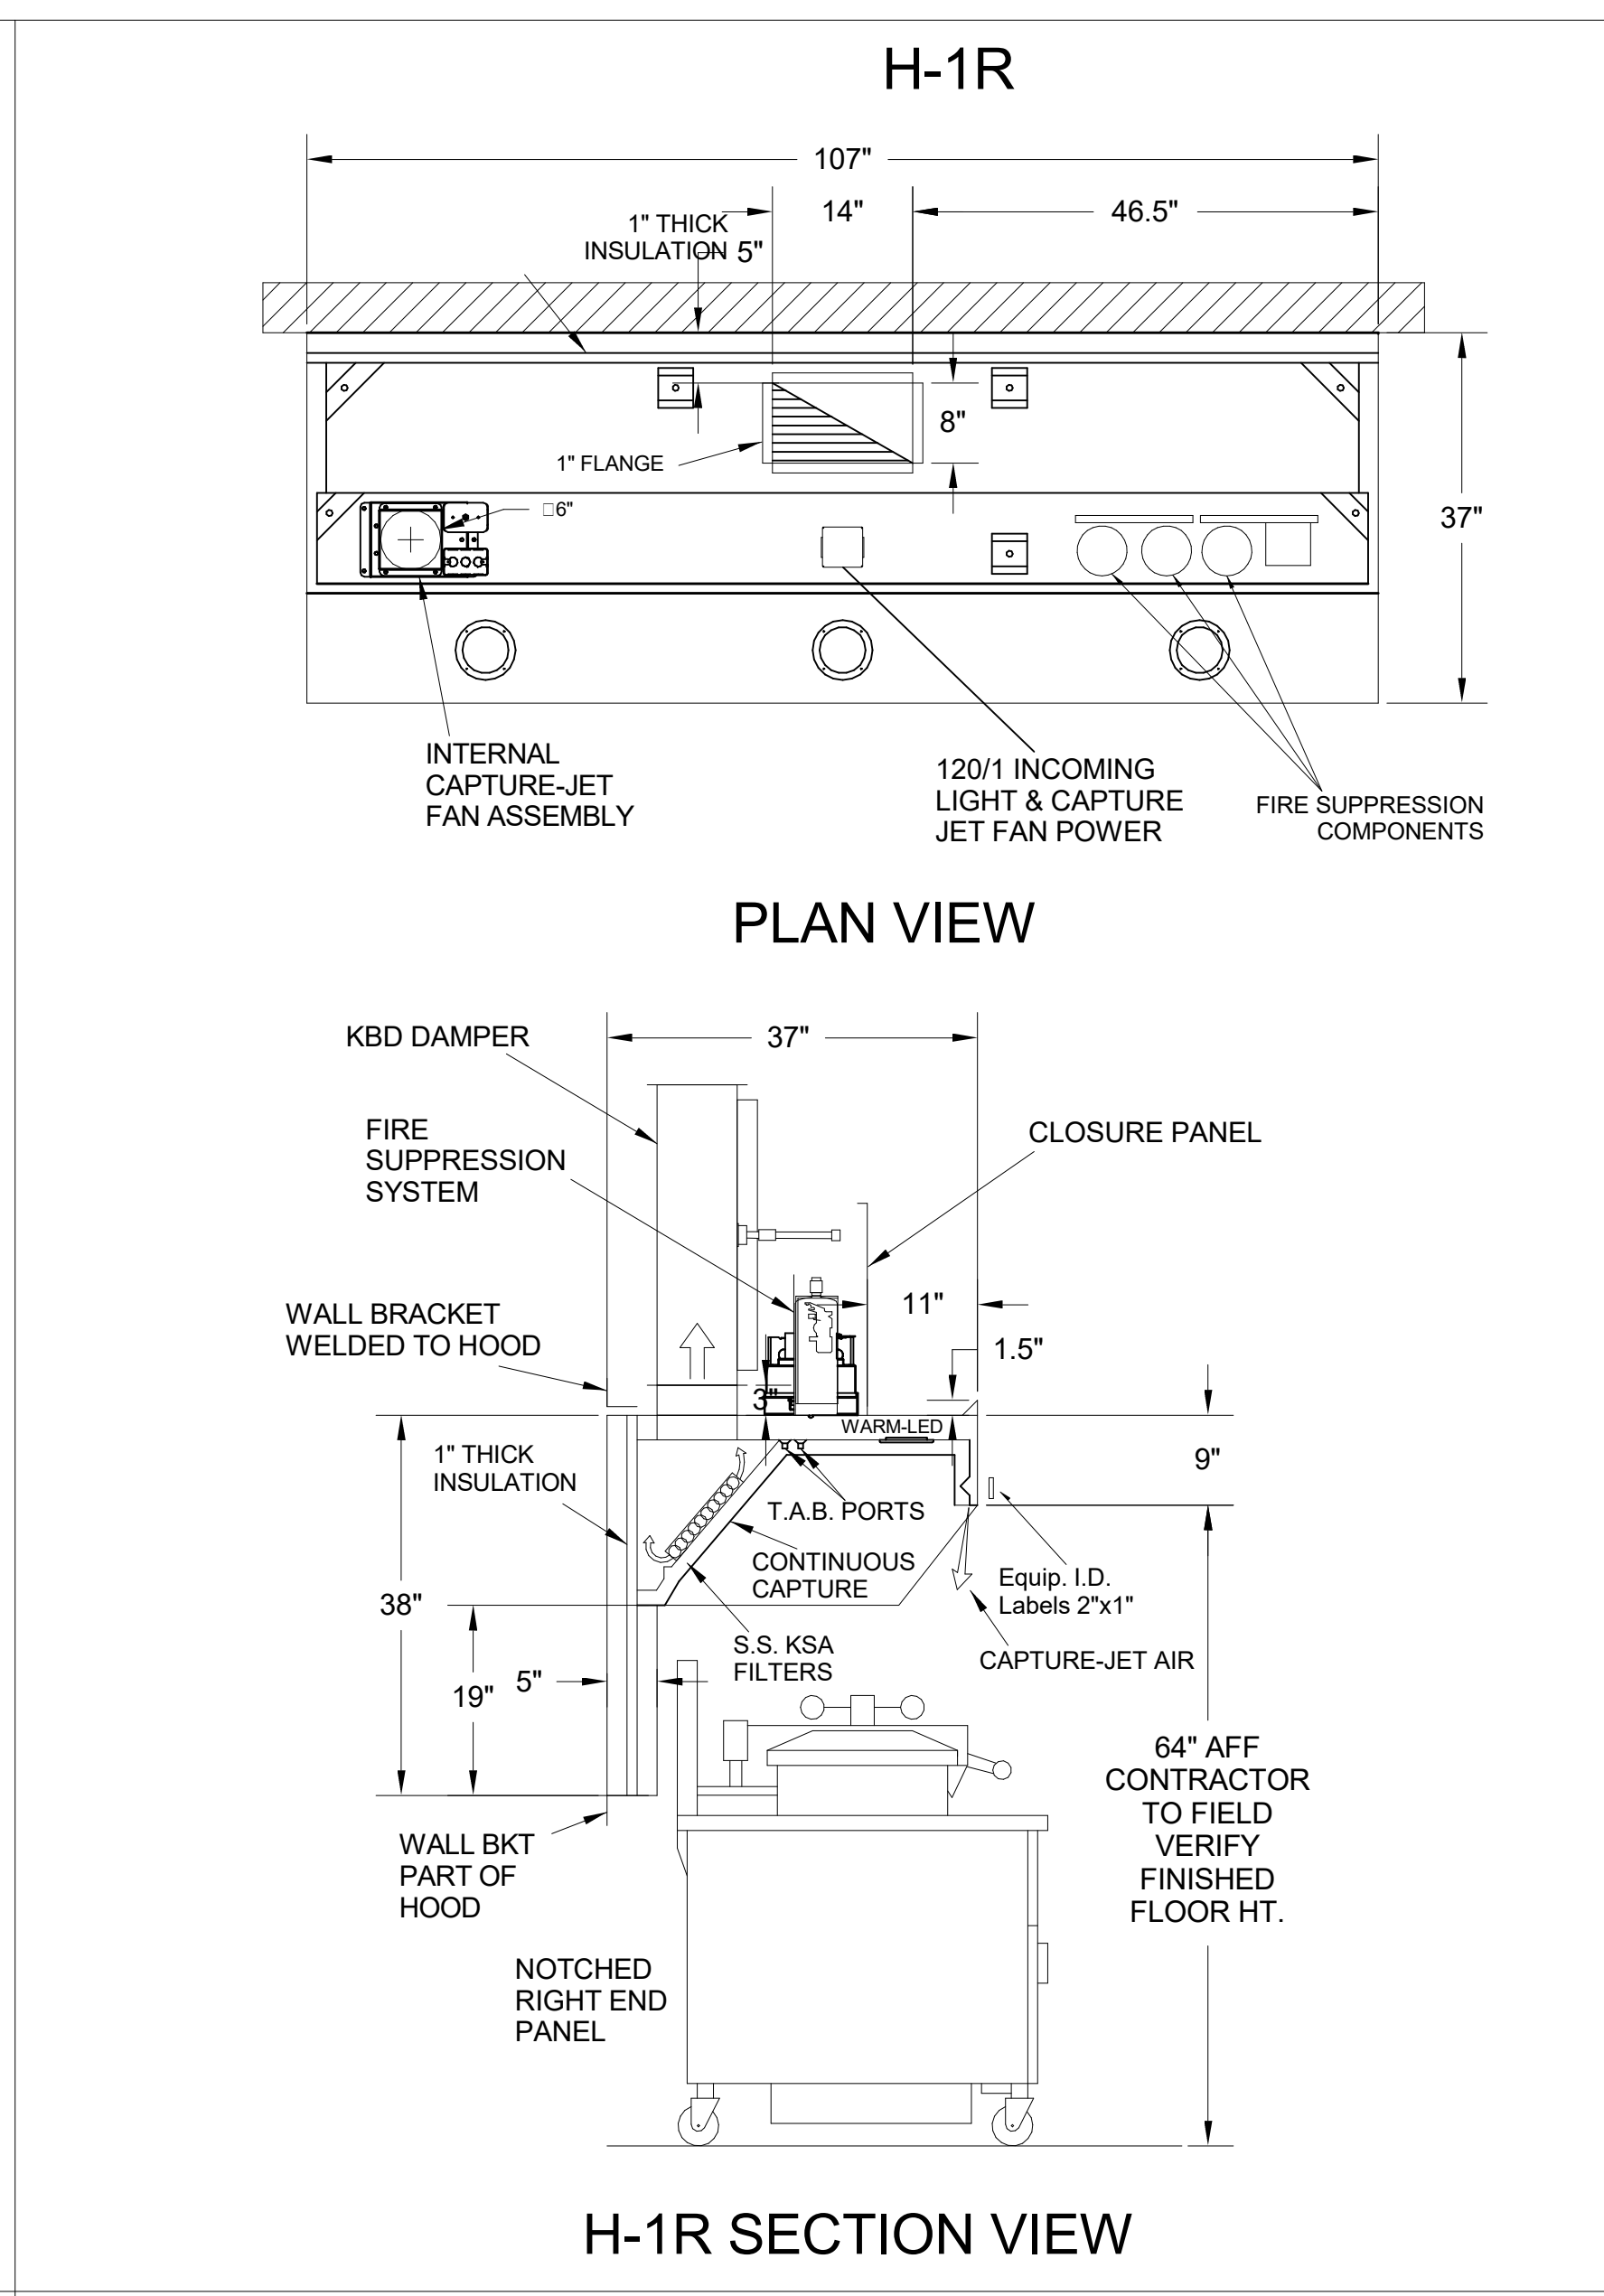 H-1R
107"
14"
46.5"
1" THICK
INSULATION
5"
8"
1" FLANGE
6"
37"
INTERNAL
CAPTURE-JET
FAN ASSEMBLY
120/1 INCOMING
LIGHT & CAPTURE
JET FAN POWER
FIRE SUPPRESSION
COMPONENTS
PLAN VIEW
KBD DAMPER
37"
FIRE
SUPPRESSION
SYSTEM
CLOSURE PANEL
11"
WALL BRACKET
WELDED TO HOOD
1.5"
3"
WARM-LED
1" THICK
INSULATION
9"
T.A.B. PORTS
CONTINUOUS
CAPTURE
Equip. I.D.
Labels 2"x1"
38"
S.S. KSA
FILTERS
CAPTURE-JET AIR
19"
5"
64" AFF
CONTRACTOR
TO FIELD
VERIFY
FINISHED
FLOOR HT.
WALL BKT
PART OF
HOOD
NOTCHED
RIGHT END
PANEL
H-1R SECTION VIEW